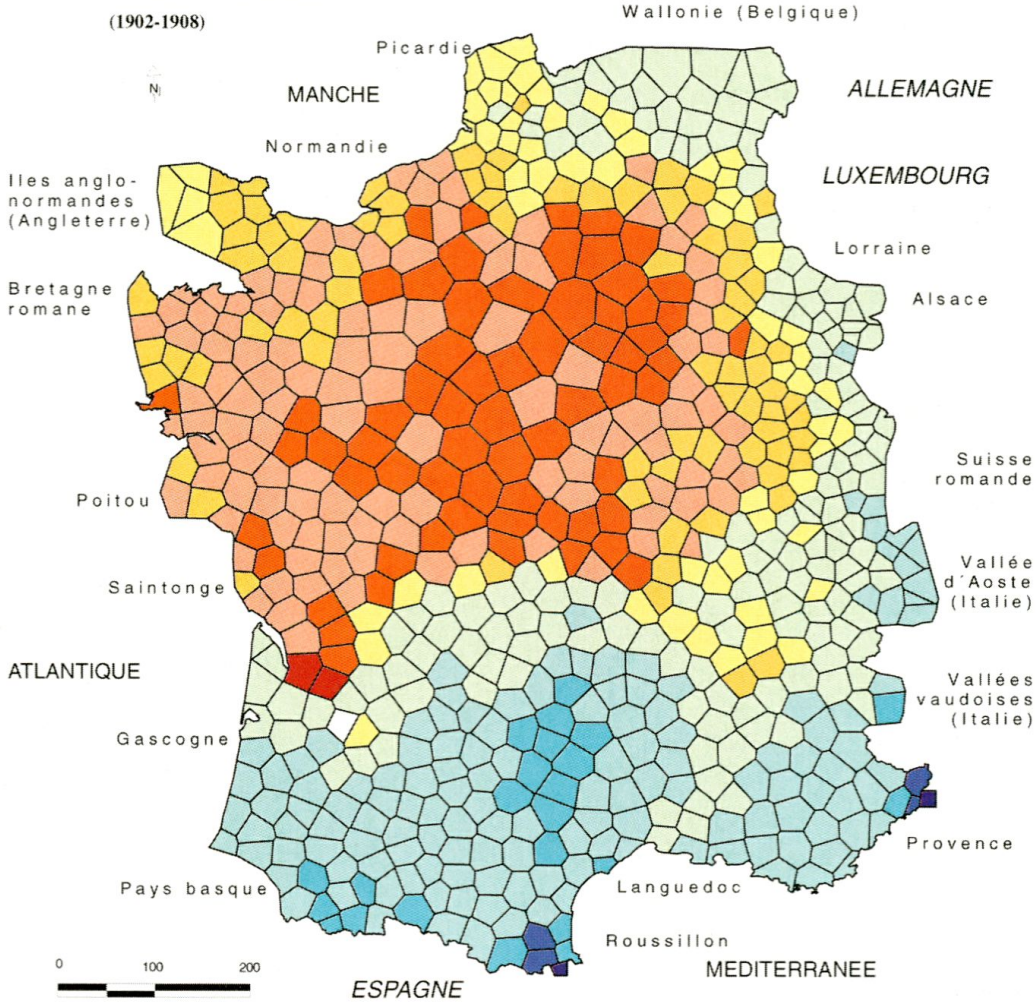 (1902-1908)
Wallonie (Belgique)
Picardie
N
MANCHE
ALLEMAGNE
Normandie
Iles anglo-
normandes
(Angleterre)
LUXEMBOURG
Lorraine
Bretagne
romane
Alsace
Suisse
romande
Poitou
Vallée
d´Aoste
(Italie)
Saintonge
ATLANTIQUE
Vallées
vaudoises
(Italie)
Gascogne
Provence
Pays basque
Languedoc
Roussillon
MEDITERRANEE
0 100 200
ESPAGNE